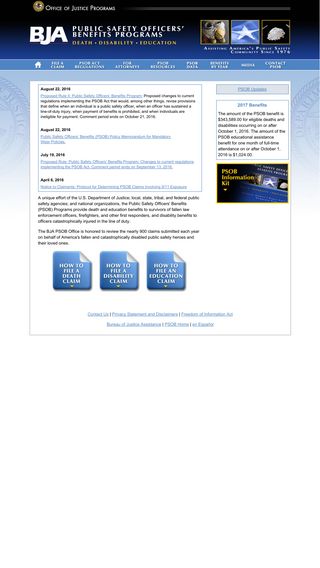 OFFICE OF JUSTICE PROGRAMS
BJA PUBLIC SAFETY OFFICERS'
BENEFITS PROGRAMS
DEATH • DISABILITY • EDUCATION
ASSISTING AMERICA'S PUBLIC SAFETY
COMMUNITY SINCE 1976
FILE A CLAIM
PSOB ACT REGULATIONS
FOR ATTORNEYS
PSOB RESOURCES
PSOB DATA
BENEFITS BY YEAR
MEDIA
CONTACT PSOB
August 22, 2016
Proposed Rule II: Public Safety Officers' Benefits Program: Proposed changes to current
regulations implementing the PSOB Act that would, among other things, revise provisions
that define when an individual is a public safety officer, when an officer has sustained a
line-of-duty injury, when payment of benefits is prohibited, and when individuals are
ineligible for payment. Comment period ends on October 21, 2016.
August 22, 2016
Public Safety Officers' Benefits (PSOB) Policy Memorandum for Mandatory
Vestr Policies.
July 19, 2016
Proposed Rule: Public Safety Officers' Benefits Program; Changes to current regulations
implementing the PSOB Act. Comment period ends on September 13, 2016.
April 6, 2016
Notice to Claimants: Protocol for Determining PSOB Claims Involving 9/11 Exposure
PSOB Updates
2017 Benefits
The amount of the PSOB benefit is
$343,589.00 for eligible deaths and
disabilities occurring on or after
October 1, 2016. The amount of the
PSOB educational assistance
benefit for one month of full-time
attendance on or after October 1,
2016 is $1,024.00.
PSOB
Information
Kit
A unique effort of the U.S. Department of Justice; local, state, tribal, and federal public
safety agencies; and national organizations, the Public Safety Officers' Benefits
(PSOB) Programs provide death and education benefits to survivors of fallen law
enforcement officers, firefighters, and other first responders, and disability benefits to
officers catastrophically injured in the line of duty.
The BJA PSOB Office is honored to review the nearly 900 claims submitted each year
on behalf of America's fallen and catastrophically disabled public safety heroes and
their loved ones.
HOW TO FILE A DEATH CLAIM
HOW TO FILE A DISABILITY CLAIM
HOW TO FILE AN EDUCATION CLAIM
Contact Us | Privacy Statement and Disclaimers | Freedom of Information Act
Bureau of Justice Assistance | PSOB Home | en Español